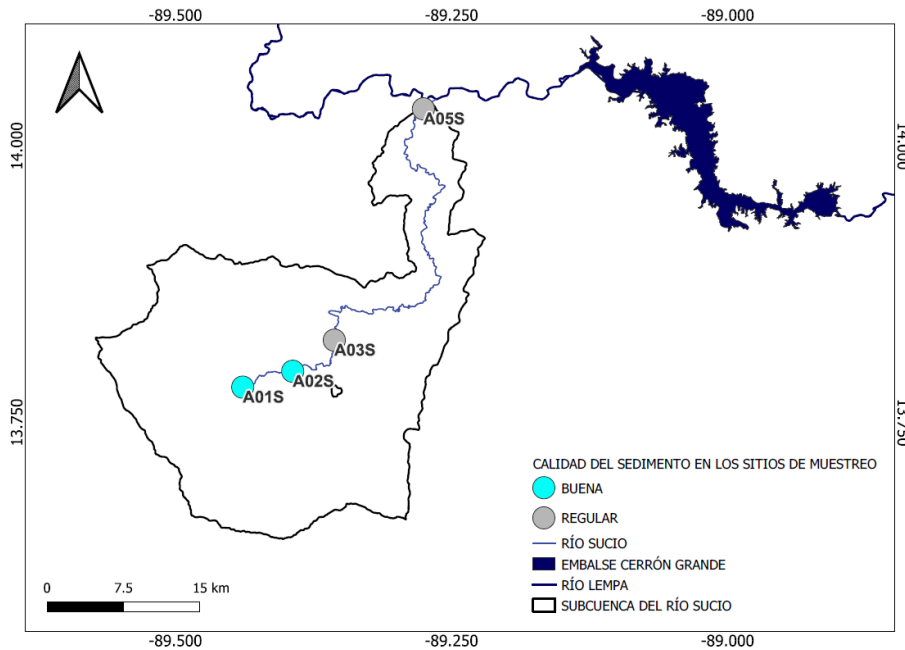 -89.500 -89.250 -89.000
14.000
14.000
A05S
A03S
A02S
A01S
13.750
13.750
CALIDAD DEL SEDIMENTO EN LOS SITIOS DE MUESTREO
BUENA
REGULAR
RÍO SUCIO
EMBALSE CERRÓN GRANDE
RÍO LEMPA
SUBCUENCA DEL RÍO SUCIO
0 7.5 15 km
-89.500 -89.250 -89.000